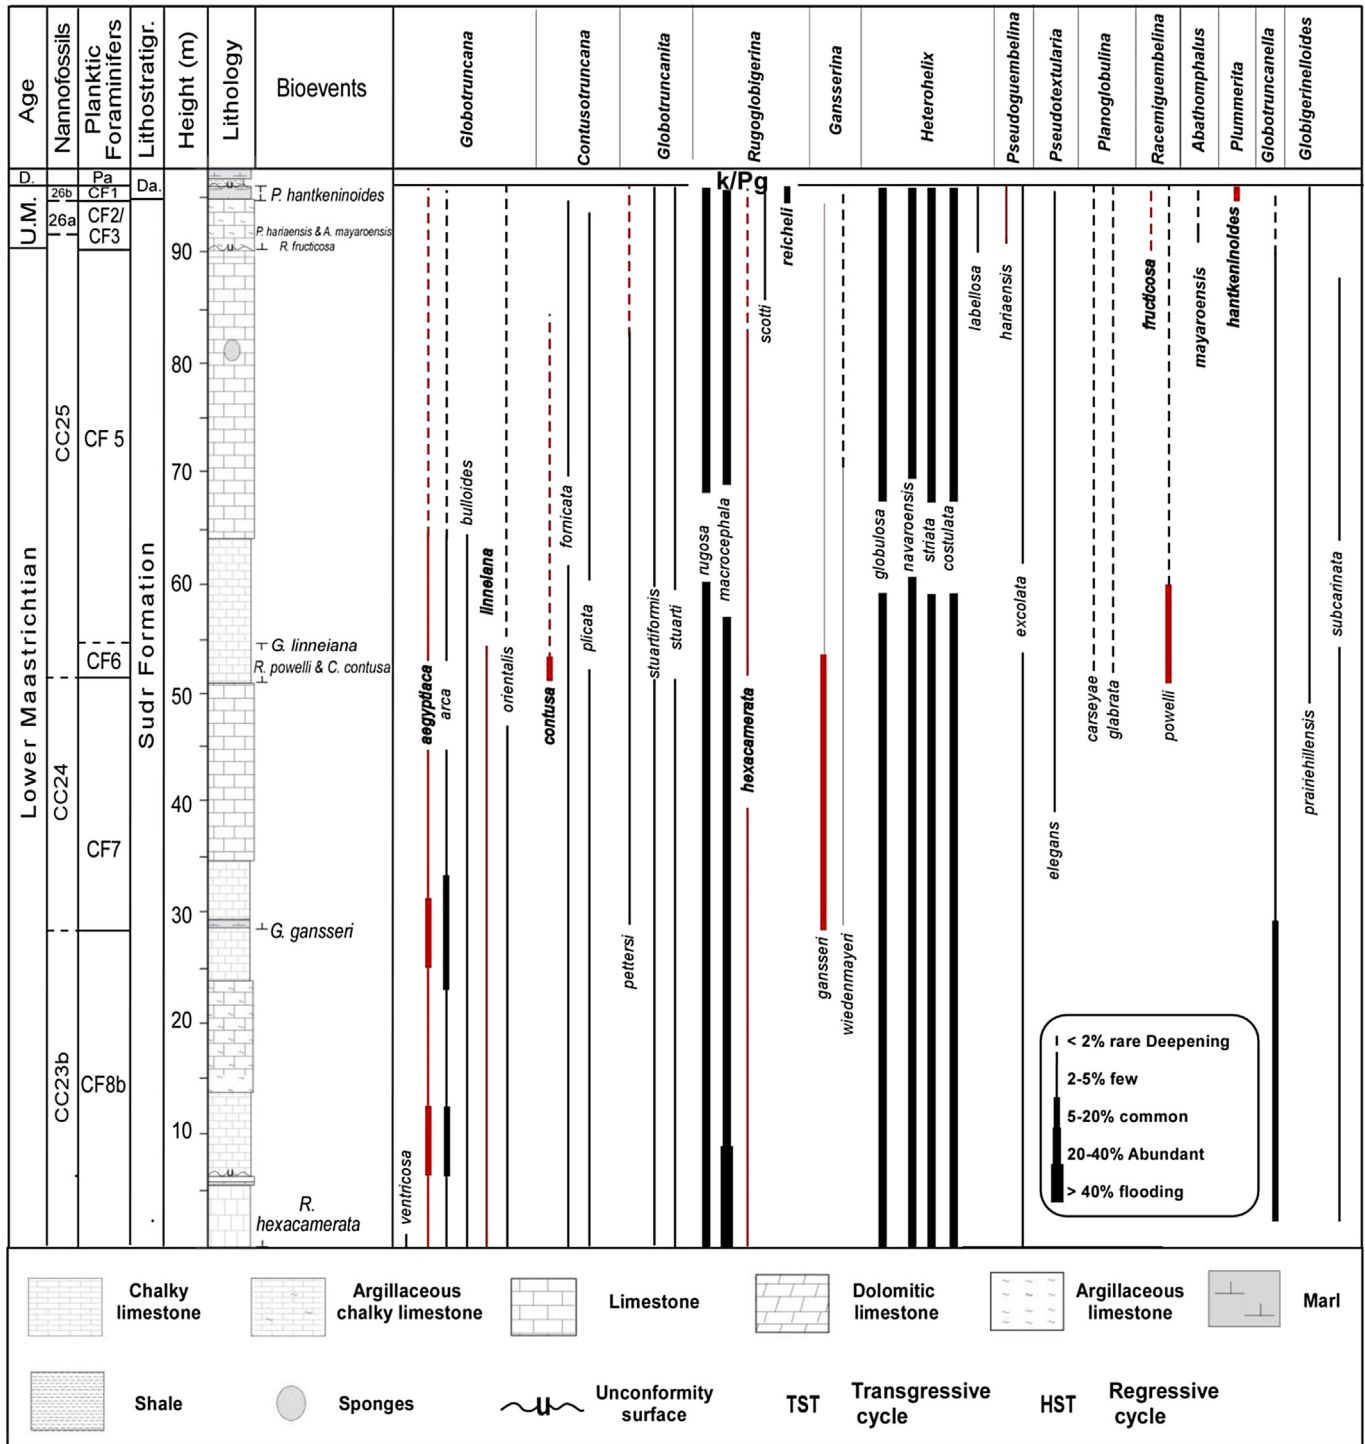 Age
Nannofossils
Planktic
Foraminifers
Lithostratigr.
Height (m)
Lithology
Bioevents
Globotruncana
Contusotruncana
Globotruncanita
Rugoglobigerina
Gansserina
Heterohelix
Pseudoguembelina
Pseudotextularia
Planoglobulina
Racemiguembelina
Abathomphalus
Plummerita
Globotruncanella
Globigerinelloides
D.
Pa
u
k/Pg
26b
CF1
Da.
P. hantkeninoides
U.M.
26a
CF2/
CF3
P. hariaensis & A. mayaroensis
R. fructicosa
u
90
80
70
60
50
40
30
20
10
Lower Maastrichtian
CC25
CC24
CC23b
CF 5
CF6
CF7
CF8b
Sudr Formation
G. linneiana
R. powelli & C. contusa
G. gansseri
u
R.
hexacamerata
ventricosa
aegyptiaca
arca
bulloides
linneiana
orientalis
contusa
fornicata
plicata
pettersi
stuartiformis
stuarti
rugosa
macrocephala
hexacamerata
scotti
reicheli
gansseri
wiedenmayeri
globulosa
navaroensis
striata
costulata
labellosa
hariaensis
excolata
elegans
carseyae
glabrata
fructicosa
powelli
mayaroensis
hantkeninoides
prairiehillensis
subcarinata
< 2% rare Deepening
2-5% few
5-20% common
20-40% Abundant
> 40% flooding
Chalky
limestone
Argillaceous
chalky limestone
Limestone
Dolomitic
limestone
Argillaceous
limestone
Marl
Shale
Sponges
u
Unconformity
surface
TST
Transgressive
cycle
HST
Regressive
cycle